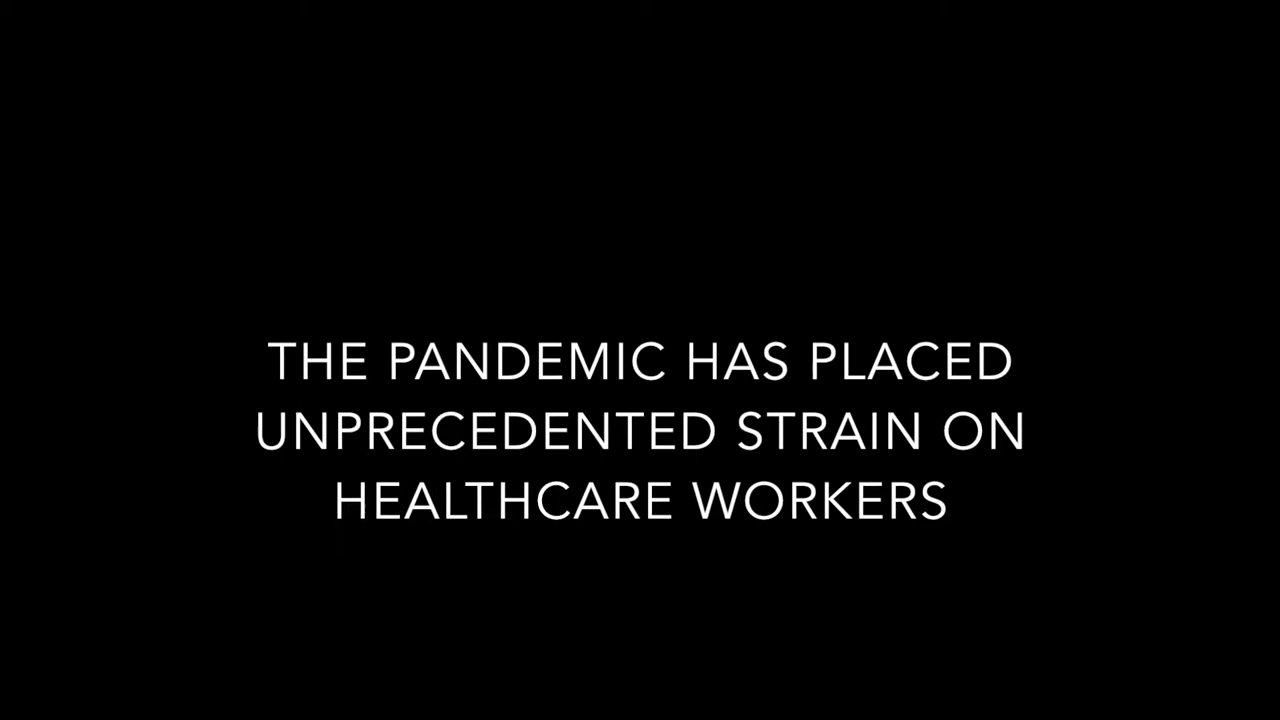 THE PANDEMIC HAS PLACED
UNPRECEDENTED STRAIN ON
HEALTHCARE WORKERS